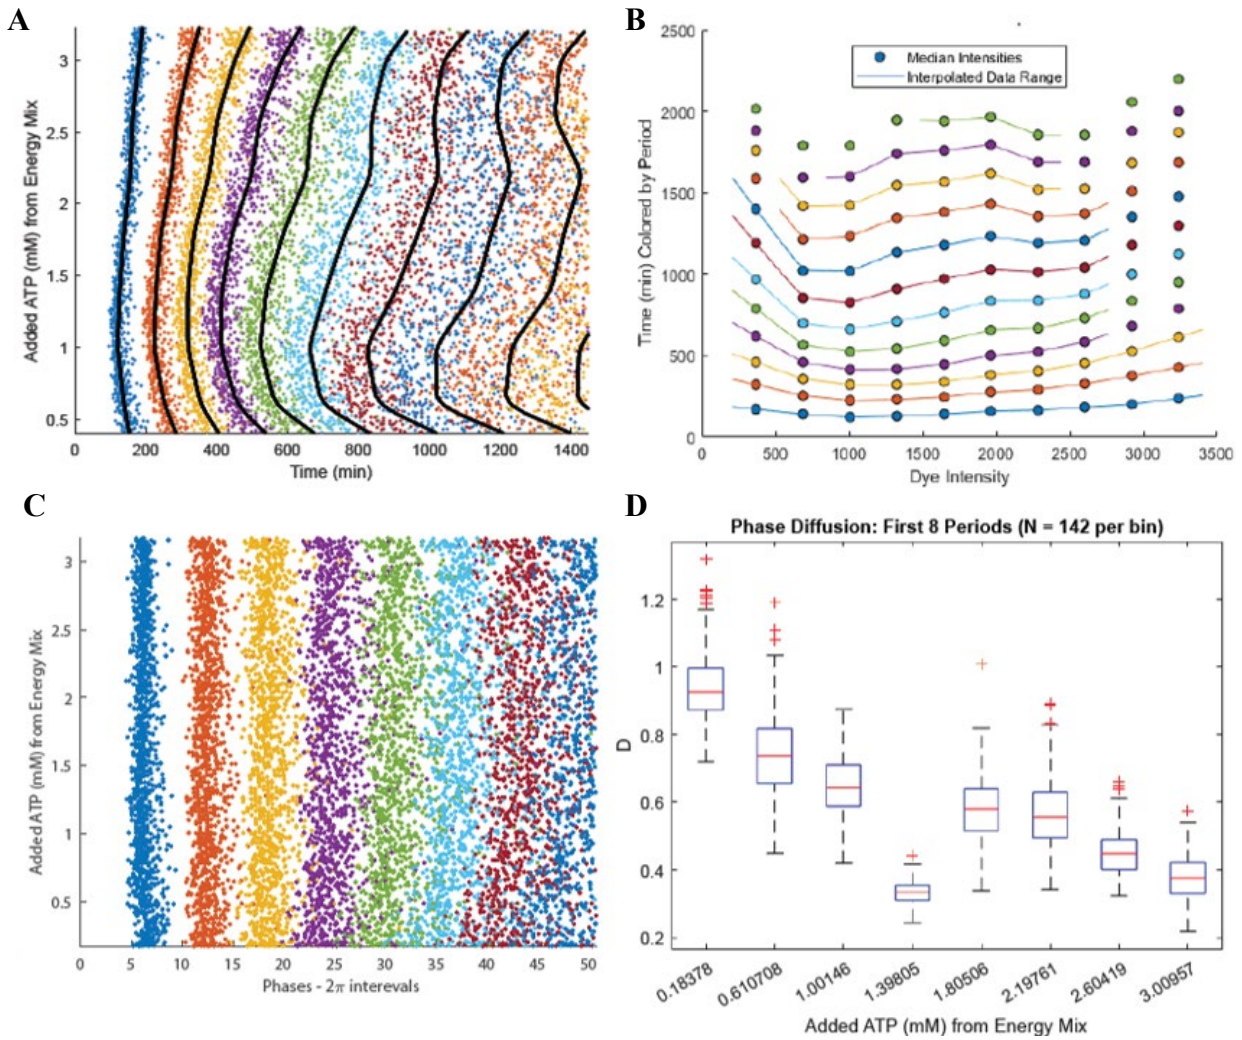 A
Added ATP (mM) from Energy Mix
3
2.5
2
1.5
1
0.5
0 200 400 600 800 1000 1200 1400
Time (min)
B
Time (min) Colored by Period
2500
2000
1500
1000
500
0
Median Intensities
Interpolated Data Range
0 500 1000 1500 2000 2500 3000 3500
Dye Intensity
C
Added ATP (mM) from Energy Mix
3
2.5
2
1.5
1
0.5
0 5 10 15 20 25 30 35 40 45 50
Phases - 2π interevals
D
Phase Diffusion: First 8 Periods (N = 142 per bin)
D
1.2
1
0.8
0.6
0.4
0.2
0.18378 0.610708 1.00146 1.39805 1.80506 2.19761 2.60419 3.00957
Added ATP (mM) from Energy Mix